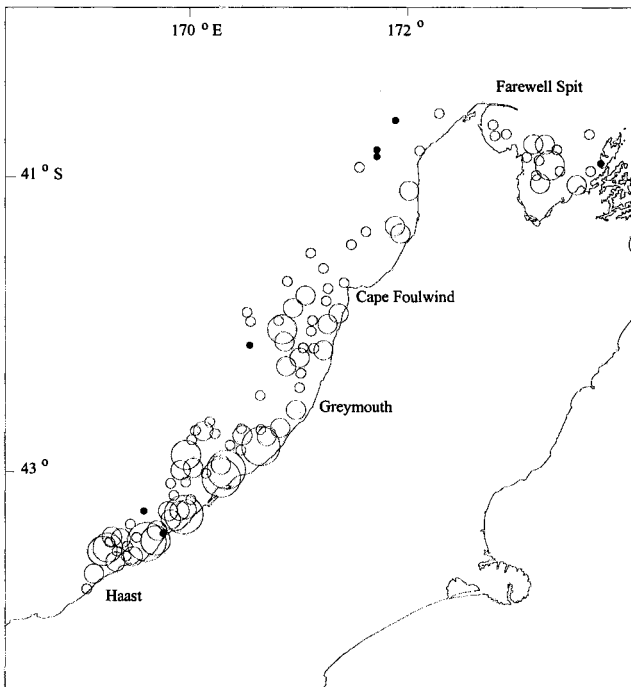 170 ° E
172 °
Farewell Spit
41 ° S
Cape Foulwind
Greymouth
43 °
Haast